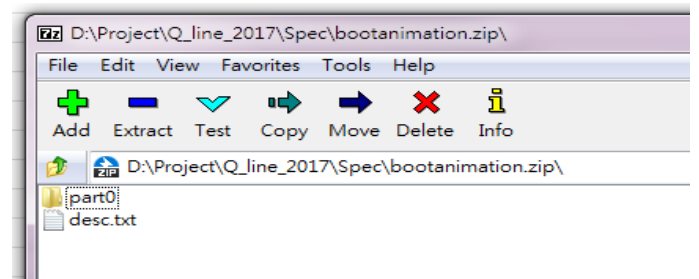 7z D:\Project\Q_line_2017\Spec\bootanimation.zip\
File Edit View Favorites Tools Help
Add Extract Test Copy Move Delete Info
ZIP D:\Project\Q_line_2017\Spec\bootanimation.zip\
part0
desc.txt